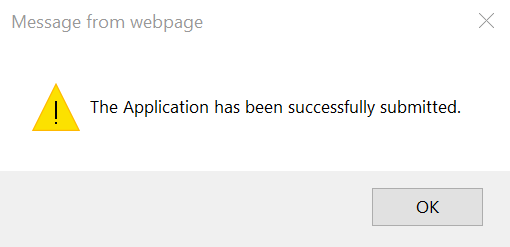 Message from webpage
The Application has been successfully submitted.
OK